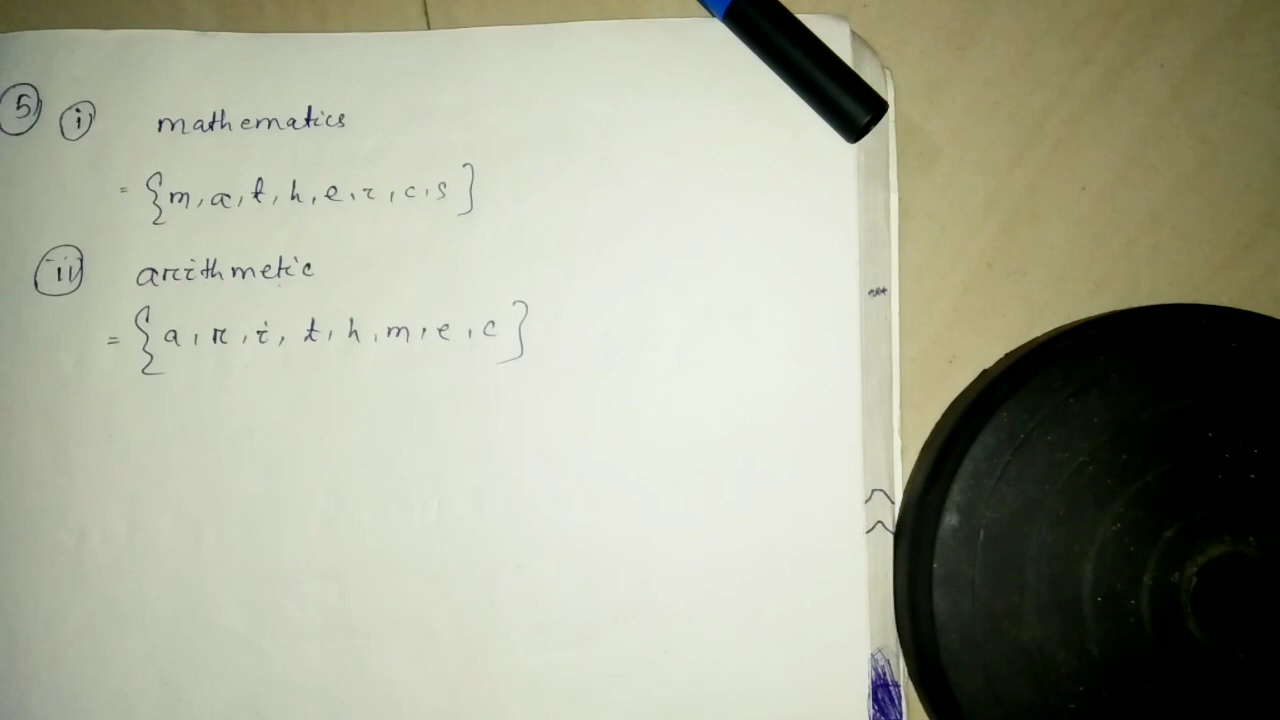 5 i mathematics
= {m, a, t, h, e, i, c, s}
ii arithmetic
= {a, r, i, t, h, m, e, c}